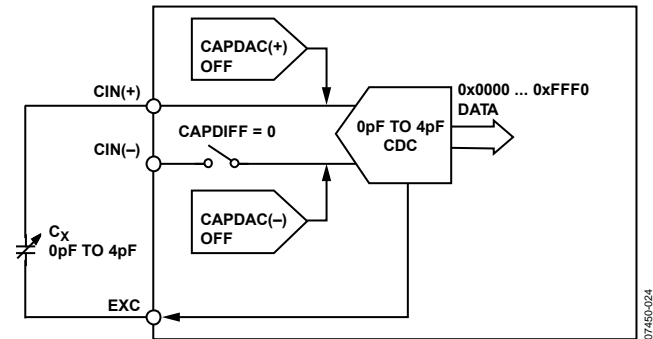 CAPDAC(+)
OFF
CIN(+)
0x0000 ... 0xFFF0
DATA
CAPDIFF = 0
0pF TO 4pF
CDC
CIN(–)
CAPDAC(–)
OFF
CX
0pF TO 4pF
EXC
07450-024